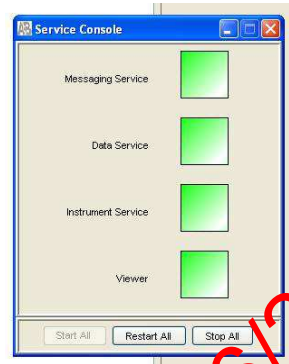 Service Console
Messaging Service
Data Service
Instrument Service
Viewer
Start All
Restart All
Stop All